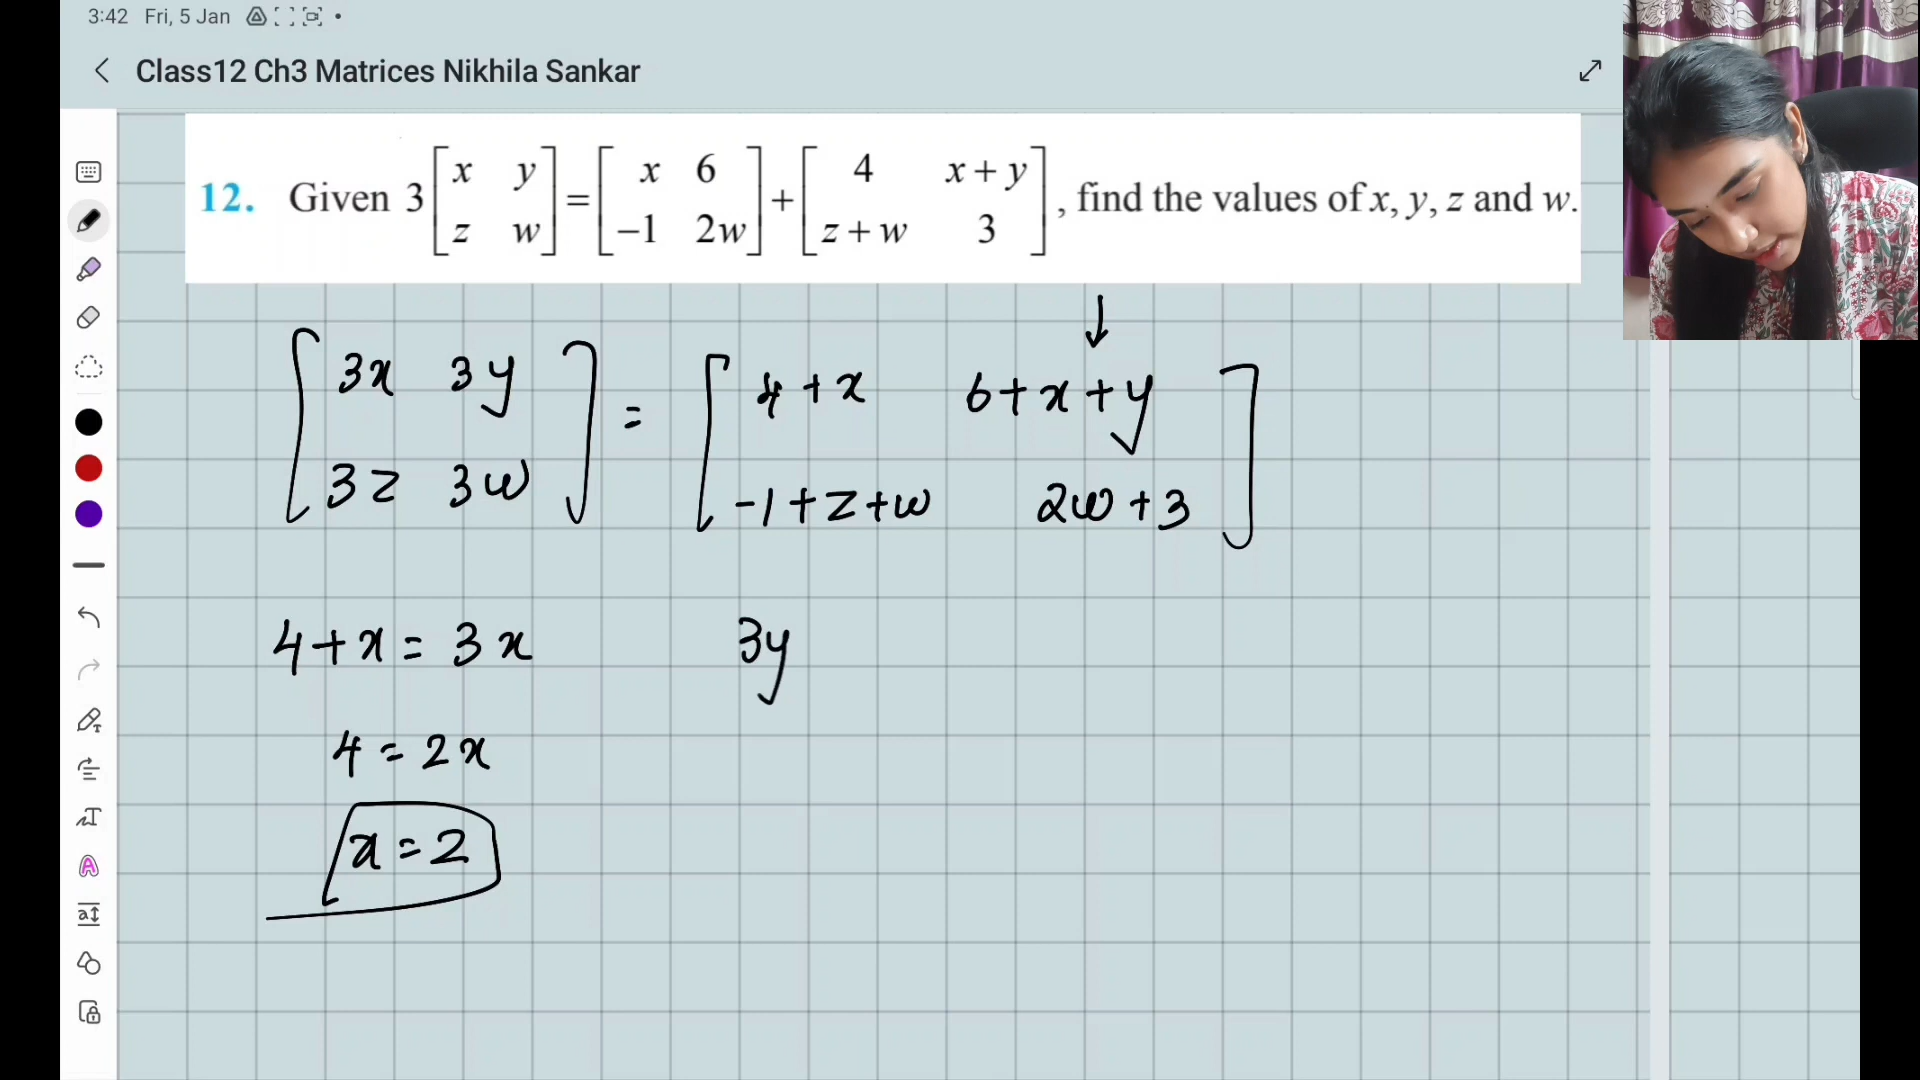 3:42 Fri, 5 Jan
Class12 Ch3 Matrices Nikhila Sankar
12. Given 3 [x y; z w] = [x 6; −1 2w] + [4 x + y; z + w 3], find the values of x, y, z and w.
[3x 3y; 3z 3w] = [4 + x 6 + x + y; -1 + z + w 2w + 3]
4 + x = 3x 3y
4 = 2x
x = 2